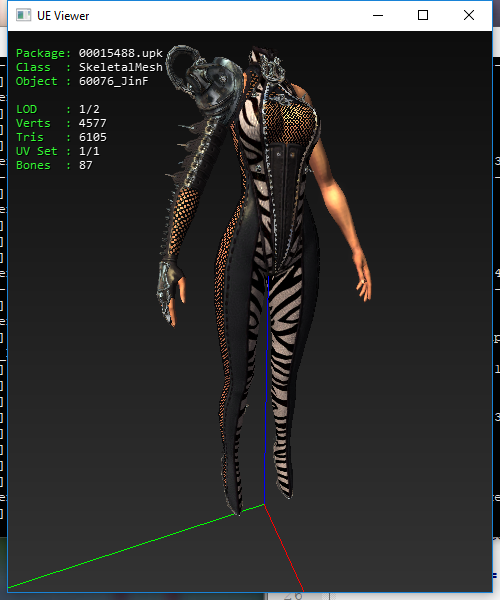 UE Viewer
Package: 00015488.upk
Class : SkeletalMesh
Object : 60076_JinF
LOD : 1/2
Verts : 4577
Tris : 6105
UV Set : 1/1
Bones : 87